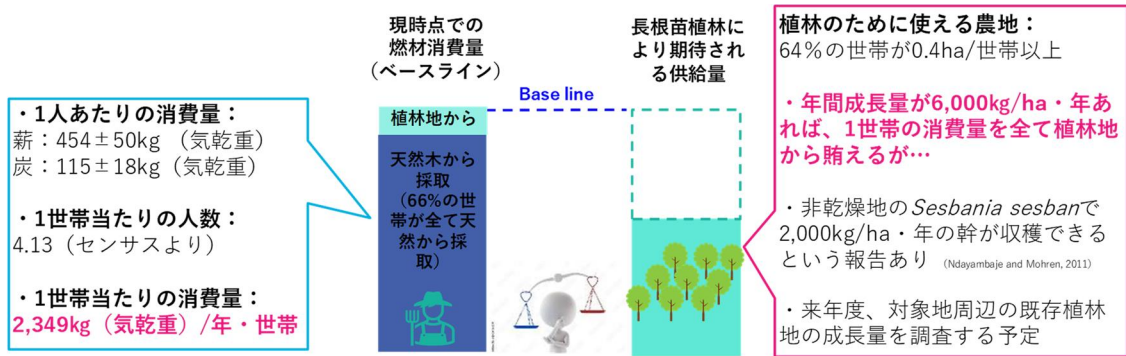 ・1人あたりの消費量：
薪：454±50kg （気乾重）
炭：115±18kg（気乾重）
・1世帯当たりの人数：
4.13（センサスより）
・1世帯当たりの消費量：
2,349kg（気乾重）/年・世帯
現時点での
燃材消費量
（ベースライン）
植林地から
天然木から
採取
（66%の世
帯が全て天
然から採
取）
Base line
長根苗植林に
より期待され
る供給量
植林のために使える農地：
64％の世帯が0.4ha/世帯以上
・年間成長量が6,000kg/ha・年あ
れば、1世帯の消費量を全て植林地
から賄えるが…
・非乾燥地のSesbania sesbanで
2,000kg/ha・年の幹が収穫できる
という報告あり （Ndayambaje and Mohren, 2011）
・来年度、対象地周辺の既存植林
地の成長量を調査する予定